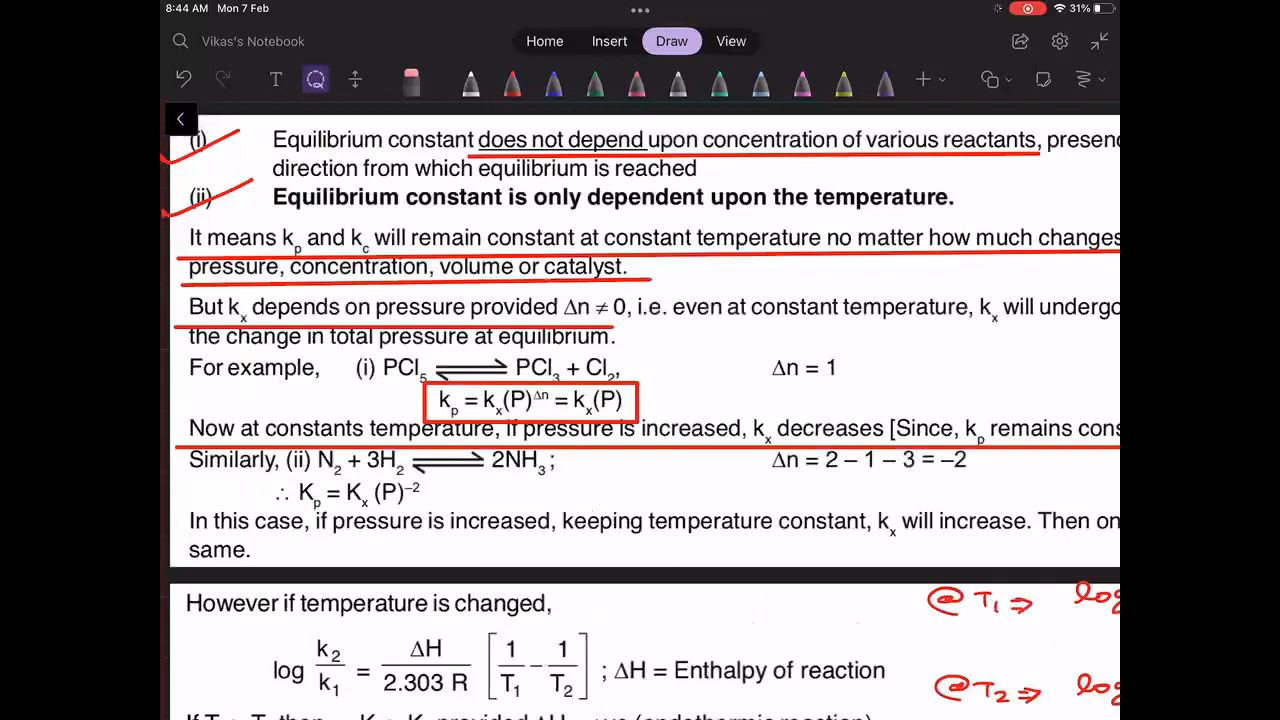 8:44 AM Mon 7 Feb
31%
Vikas's Notebook
Home Insert Draw View
(i) Equilibrium constant does not depend upon concentration of various reactants,
direction from which equilibrium is reached
(ii) Equilibrium constant is only dependent upon the temperature.
It means kp and kc will remain constant at constant temperature no matter how much changes
pressure, concentration, volume or catalyst.
But kx depends on pressure provided Δn ≠ 0, i.e. even at constant temperature, kx will undergo
the change in total pressure at equilibrium.
For example, (i) PCl5 ⇌ PCl3 + Cl2, Δn = 1
kp = kx(P)^Δn = kx(P)
Now at constants temperature, if pressure is increased, kx decreases [Since, kp remains
Similarly, (ii) N2 + 3H2 ⇌ 2NH3 ; Δn = 2 – 1 – 3 = –2
∴ Kp = Kx (P)^–2
In this case, if pressure is increased, keeping temperature constant, kx will increase. Then
same.
However if temperature is changed,
@ T1 ⇒ log
log k2/k1 = ΔH/2.303 R [1/T1 – 1/T2] ; ΔH = Enthalpy of reaction
@ T2 ⇒ log